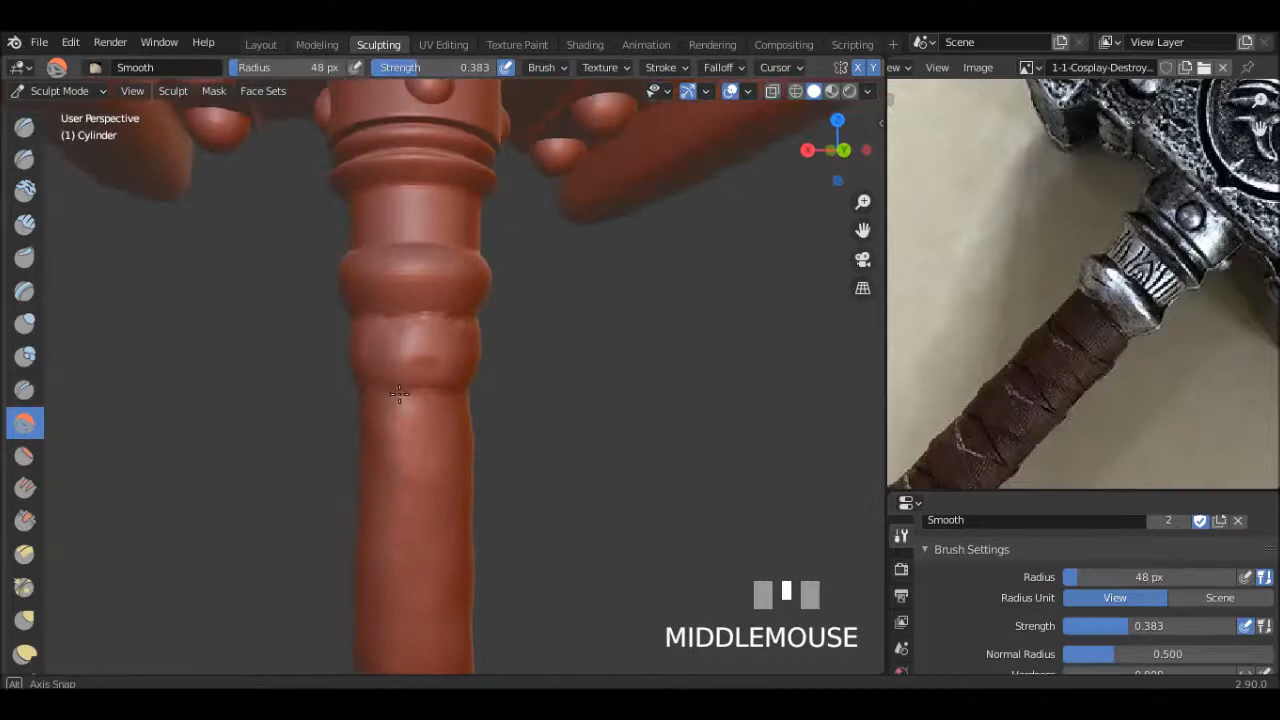 File Edit Render Window Help Layout Modeling Sculpting UV Editing Texture Paint Shading Animation Rendering Compositing Scripting Scene View Layer
Smooth Radius 48 px Strength 0.383 Brush Texture Stroke Falloff Cursor X Y View Image 1-1-Cosplay-Destroy...
Sculpt Mode View Sculpt Mask Face Sets
User Perspective
(1) Cylinder
Z
X Y
MIDDLEMOUSE
Smooth 2
Brush Settings
Radius 48 px
Radius Unit View Scene
Strength 0.383
Normal Radius 0.500
Alt Axis Snap 2.90.0